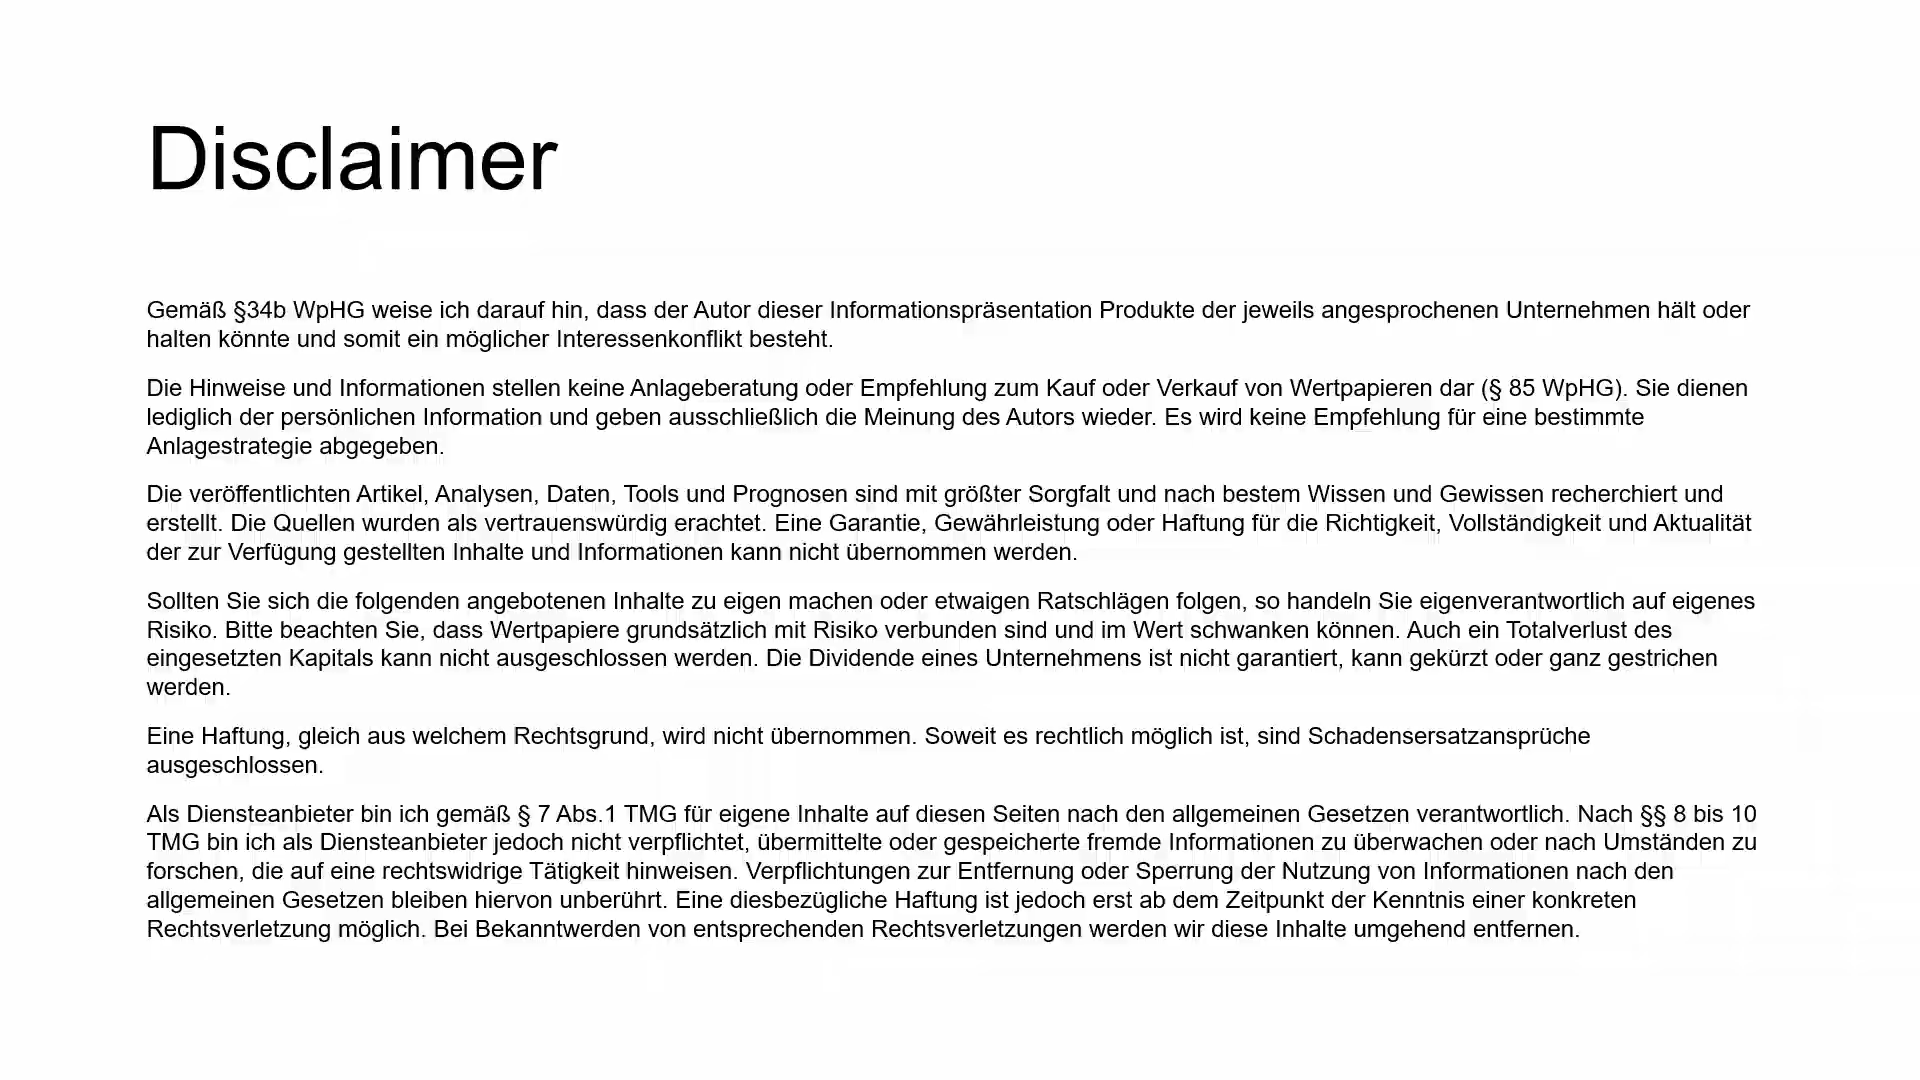 Disclaimer
Gemäß §34b WpHG weise ich darauf hin, dass der Autor dieser Informationspräsentation Produkte der jeweils angesprochenen Unternehmen hält oder
halten könnte und somit ein möglicher Interessenkonflikt besteht.
Die Hinweise und Informationen stellen keine Anlageberatung oder Empfehlung zum Kauf oder Verkauf von Wertpapieren dar (§ 85 WpHG). Sie dienen
lediglich der persönlichen Information und geben ausschließlich die Meinung des Autors wieder. Es wird keine Empfehlung für eine bestimmte
Anlagestrategie abgegeben.
Die veröffentlichten Artikel, Analysen, Daten, Tools und Prognosen sind mit größter Sorgfalt und nach bestem Wissen und Gewissen recherchiert und
erstellt. Die Quellen wurden als vertrauenswürdig erachtet. Eine Garantie, Gewährleistung oder Haftung für die Richtigkeit, Vollständigkeit und Aktualität
der zur Verfügung gestellten Inhalte und Informationen kann nicht übernommen werden.
Sollten Sie sich die folgenden angebotenen Inhalte zu eigen machen oder etwaigen Ratschlägen folgen, so handeln Sie eigenverantwortlich auf eigenes
Risiko. Bitte beachten Sie, dass Wertpapiere grundsätzlich mit Risiko verbunden sind und im Wert schwanken können. Auch ein Totalverlust des
eingesetzten Kapitals kann nicht ausgeschlossen werden. Die Dividende eines Unternehmens ist nicht garantiert, kann gekürzt oder ganz gestrichen
werden.
Eine Haftung, gleich aus welchem Rechtsgrund, wird nicht übernommen. Soweit es rechtlich möglich ist, sind Schadensersatzansprüche
ausgeschlossen.
Als Diensteanbieter bin ich gemäß § 7 Abs.1 TMG für eigene Inhalte auf diesen Seiten nach den allgemeinen Gesetzen verantwortlich. Nach §§ 8 bis 10
TMG bin ich als Diensteanbieter jedoch nicht verpflichtet, übermittelte oder gespeicherte fremde Informationen zu überwachen oder nach Umständen zu
forschen, die auf eine rechtswidrige Tätigkeit hinweisen. Verpflichtungen zur Entfernung oder Sperrung der Nutzung von Informationen nach den
allgemeinen Gesetzen bleiben hiervon unberührt. Eine diesbezügliche Haftung ist jedoch erst ab dem Zeitpunkt der Kenntnis einer konkreten
Rechtsverletzung möglich. Bei Bekanntwerden von entsprechenden Rechtsverletzungen werden wir diese Inhalte umgehend entfernen.